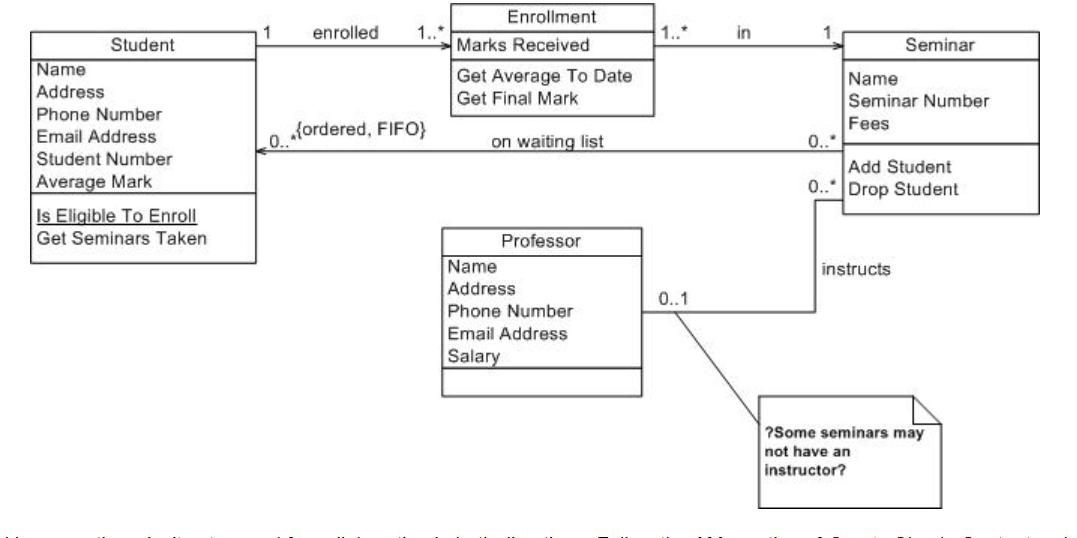 Enrollment
1 enrolled 1..*
1..* in 1
Student
Marks Received
Seminar
Name
Address
Phone Number
Email Address
Student Number
Average Mark
Get Average To Date
Get Final Mark
Name
Seminar Number
Fees
0..* {ordered, FIFO}
on waiting list
0..*
Add Student
Drop Student
0..*
Is Eligible To Enroll
Get Seminars Taken
Professor
instructs
Name
Address
Phone Number
Email Address
Salary
0..1
?Some seminars may
not have an
instructor?